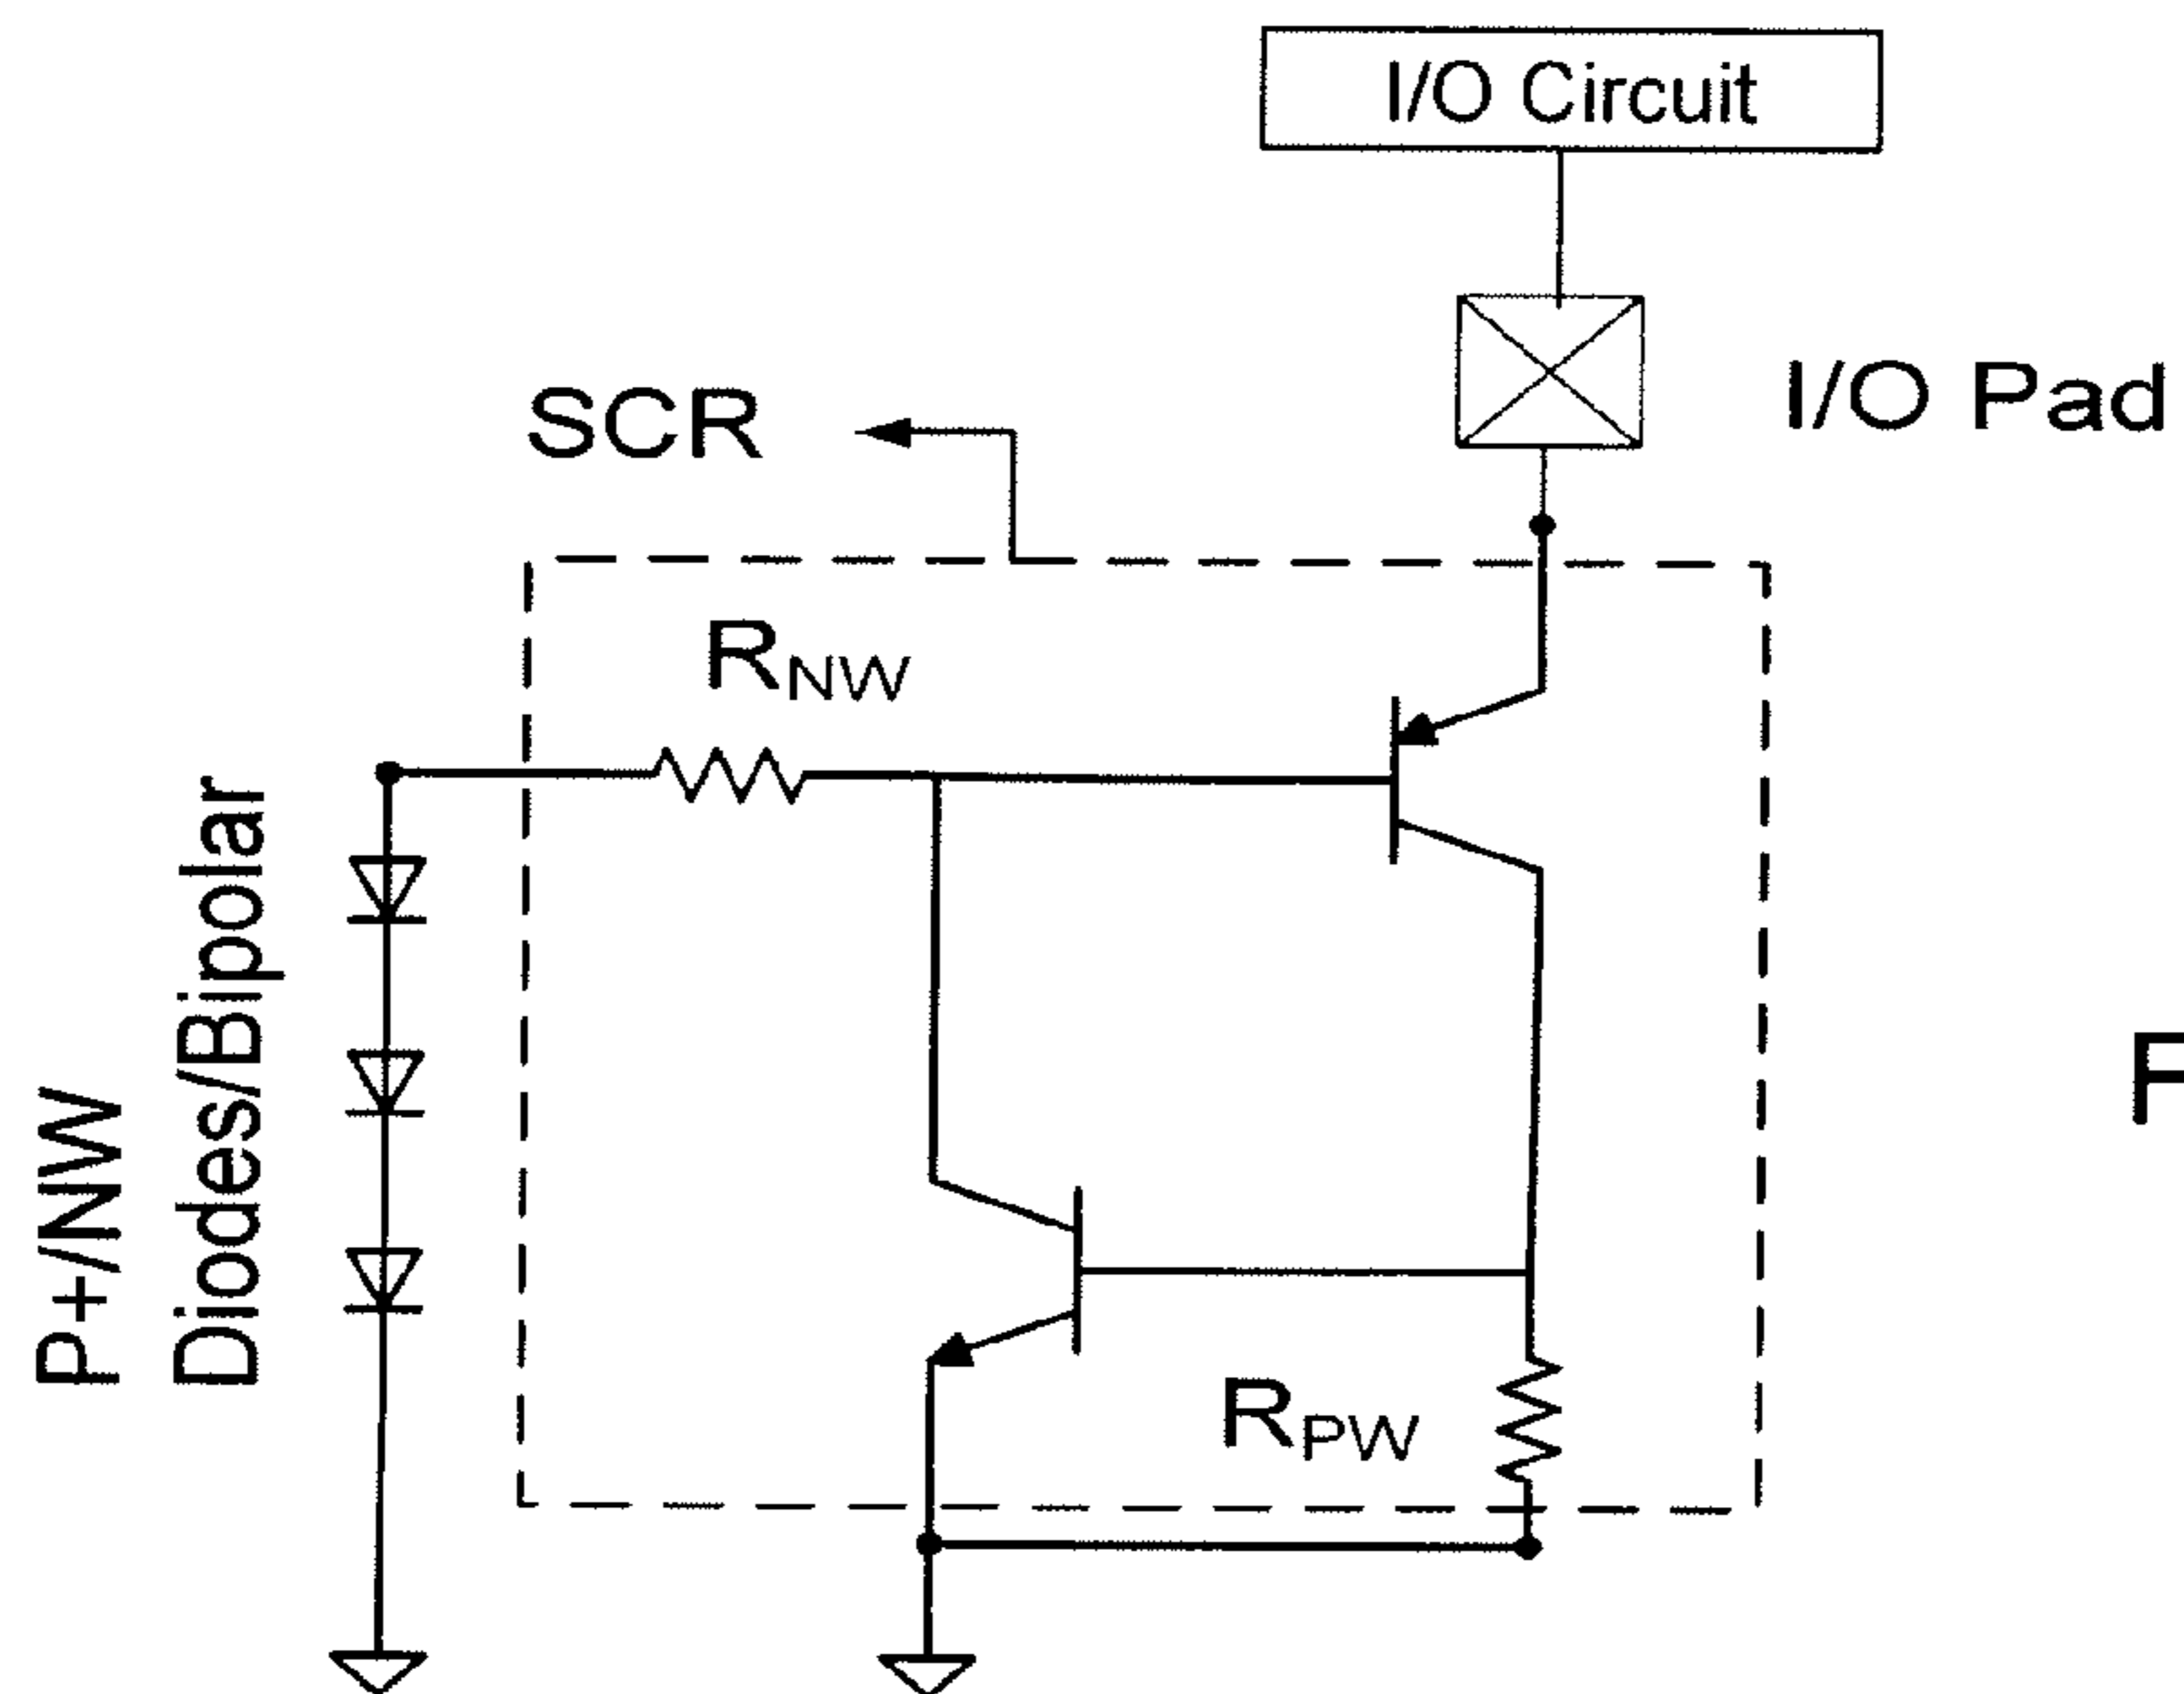 I/O Circuit
I/O Pad
SCR
RNW
P+/NW
Diodes/Bipolar
F
RPW